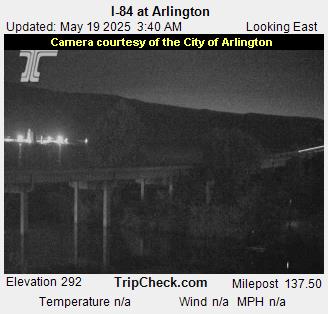 I-84 at Arlington
Updated: May 19 2025 3:40 AM Looking East
Camera courtesy of the City of Arlington
Elevation 292 TripCheck.com Milepost 137.50
Temperature n/a Wind n/a MPH n/a